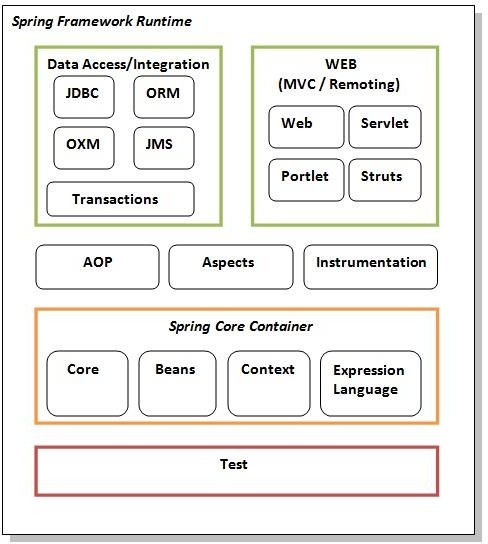 Spring Framework Runtime
Data Access/Integration
JDBC
ORM
OXM
JMS
Transactions
WEB
(MVC / Remoting)
Web
Servlet
Portlet
Struts
AOP
Aspects
Instrumentation
Spring Core Container
Core
Beans
Context
Expression
Language
Test